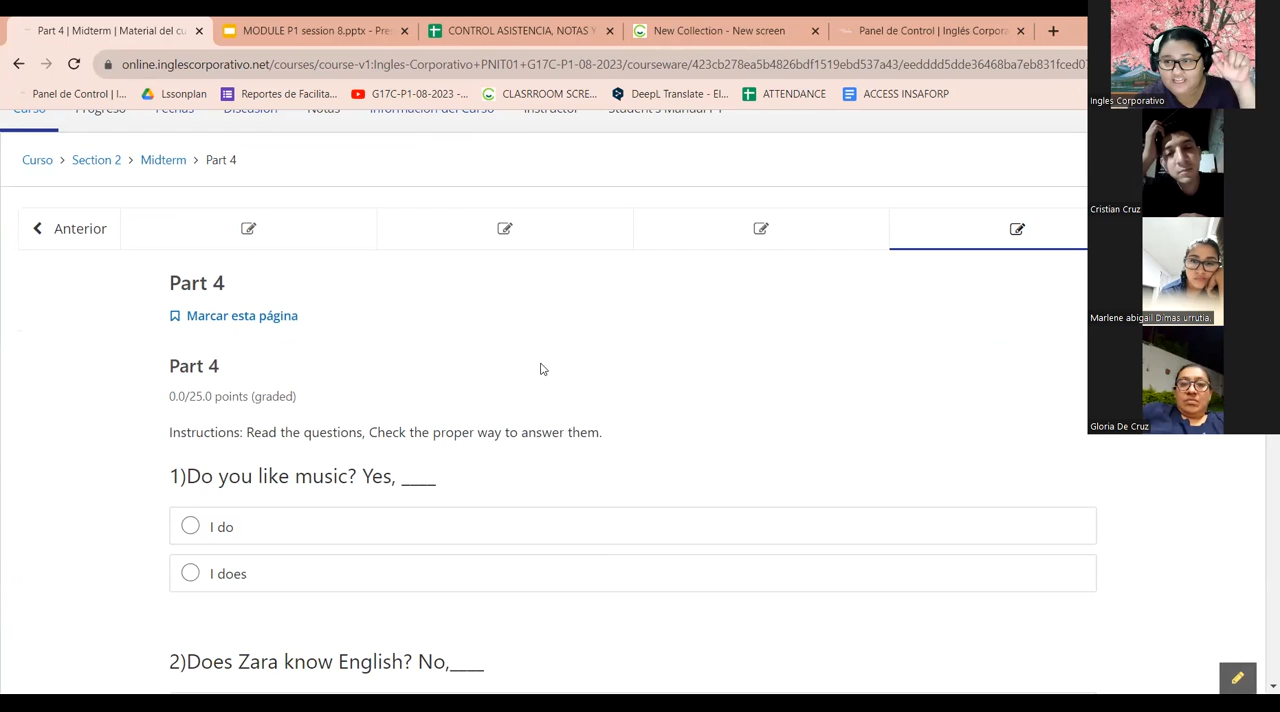 Part 4 | Midterm | Material del cu
MODULE P1 session 8.pptx - Pre
CONTROL ASISTENCIA, NOTAS Y
New Collection - New screen
Panel de Control | Inglés Corpora
online.inglescorporativo.net/courses/course-v1:Ingles-Corporativo+PNIT01+G17C-P1-08-2023/courseware/423cb278ea5b4826bdf1519ebd537a43/eedddd5dde36468ba7eb831fced07
Panel de Control | I...
Lssonplan
Reportes de Facilita...
G17C-P1-08-2023 -...
CLASSROOM SCRE...
DeepL Translate - El...
ATTENDANCE
ACCESS INSAFORP
Curso Progreso Fechas Discusión Notas Información del Curso Instructor Student's Manual P1
Curso > Section 2 > Midterm > Part 4
Anterior
Part 4
Marcar esta página
Part 4
0.0/25.0 points (graded)
Instructions: Read the questions, Check the proper way to answer them.
1)Do you like music? Yes, ____
I do
I does
2)Does Zara know English? No,____
Ingles Corporativo
Cristian Cruz
Marlene abigail Dimas urrutia.
Gloria De Cruz